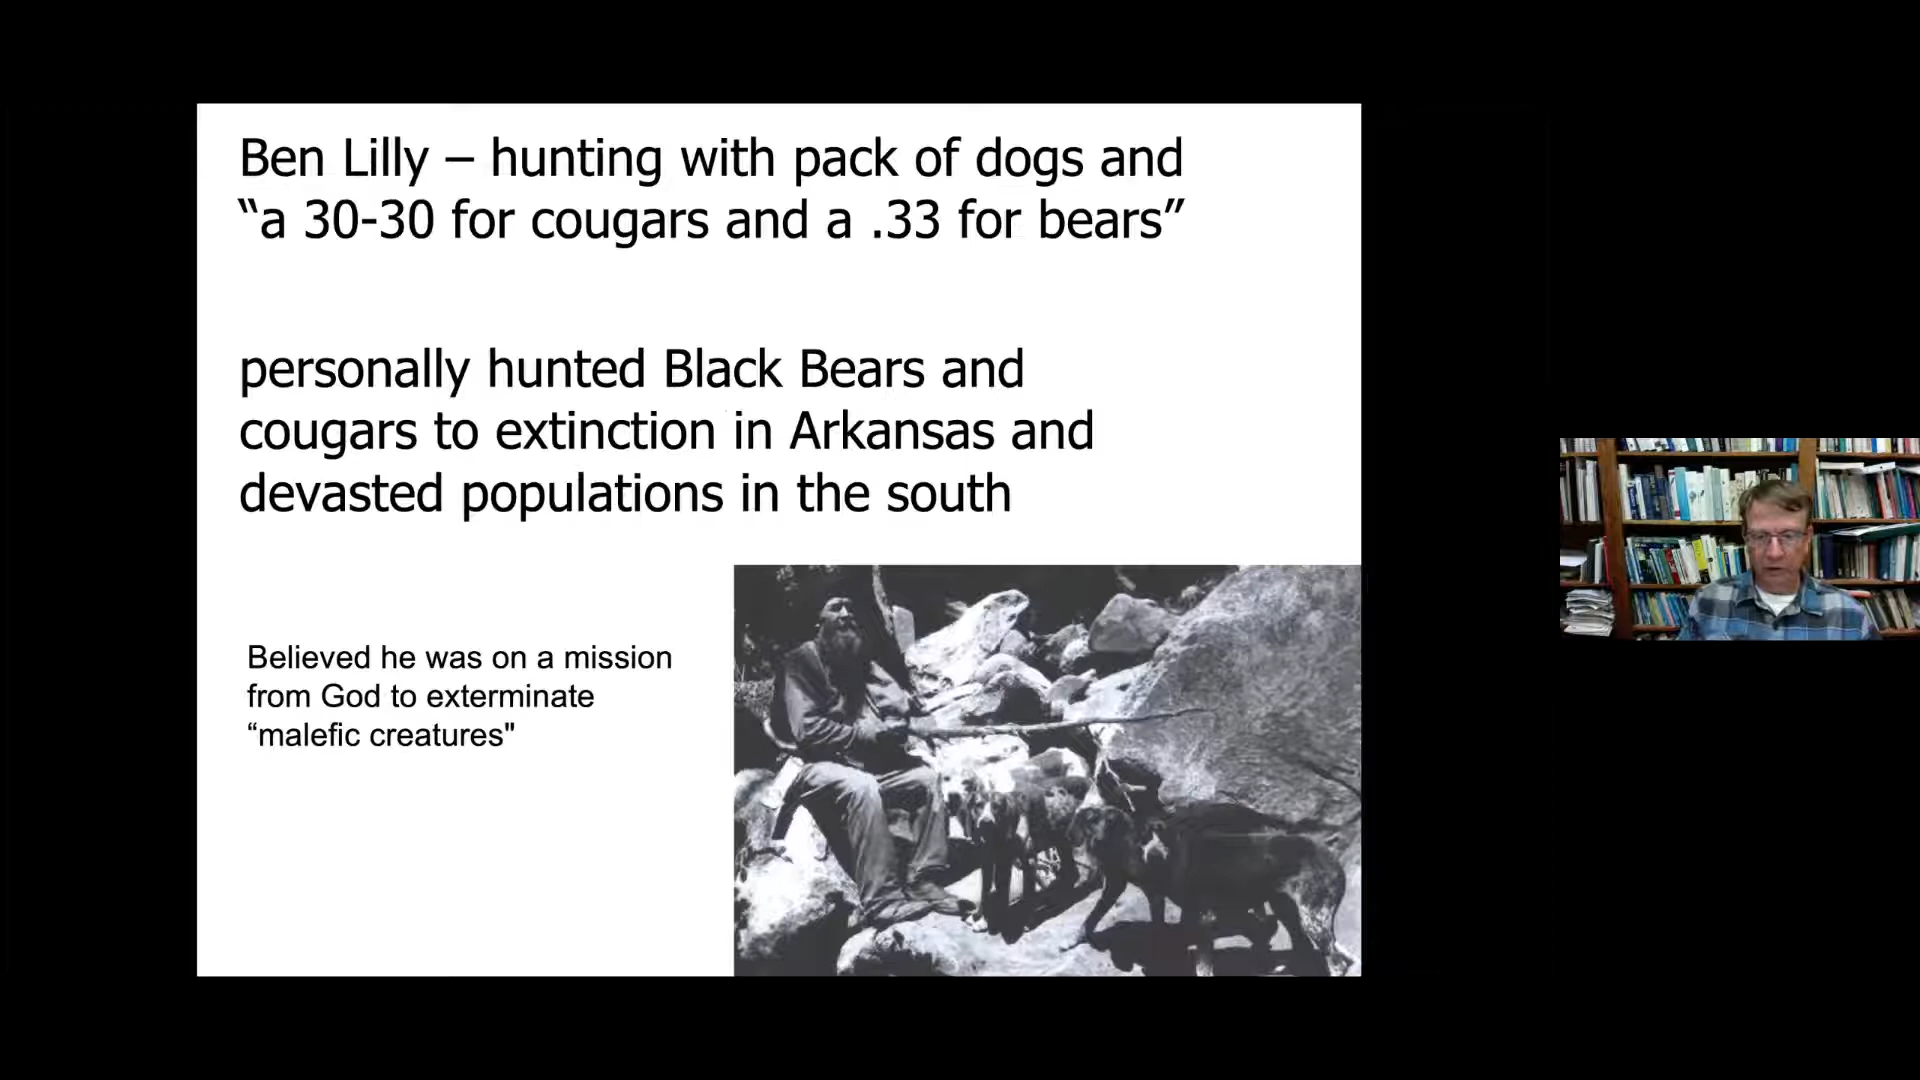 Ben Lilly – hunting with pack of dogs and
“a 30-30 for cougars and a .33 for bears”
personally hunted Black Bears and
cougars to extinction in Arkansas and
devasted populations in the south
Believed he was on a mission
from God to exterminate
“malefic creatures"